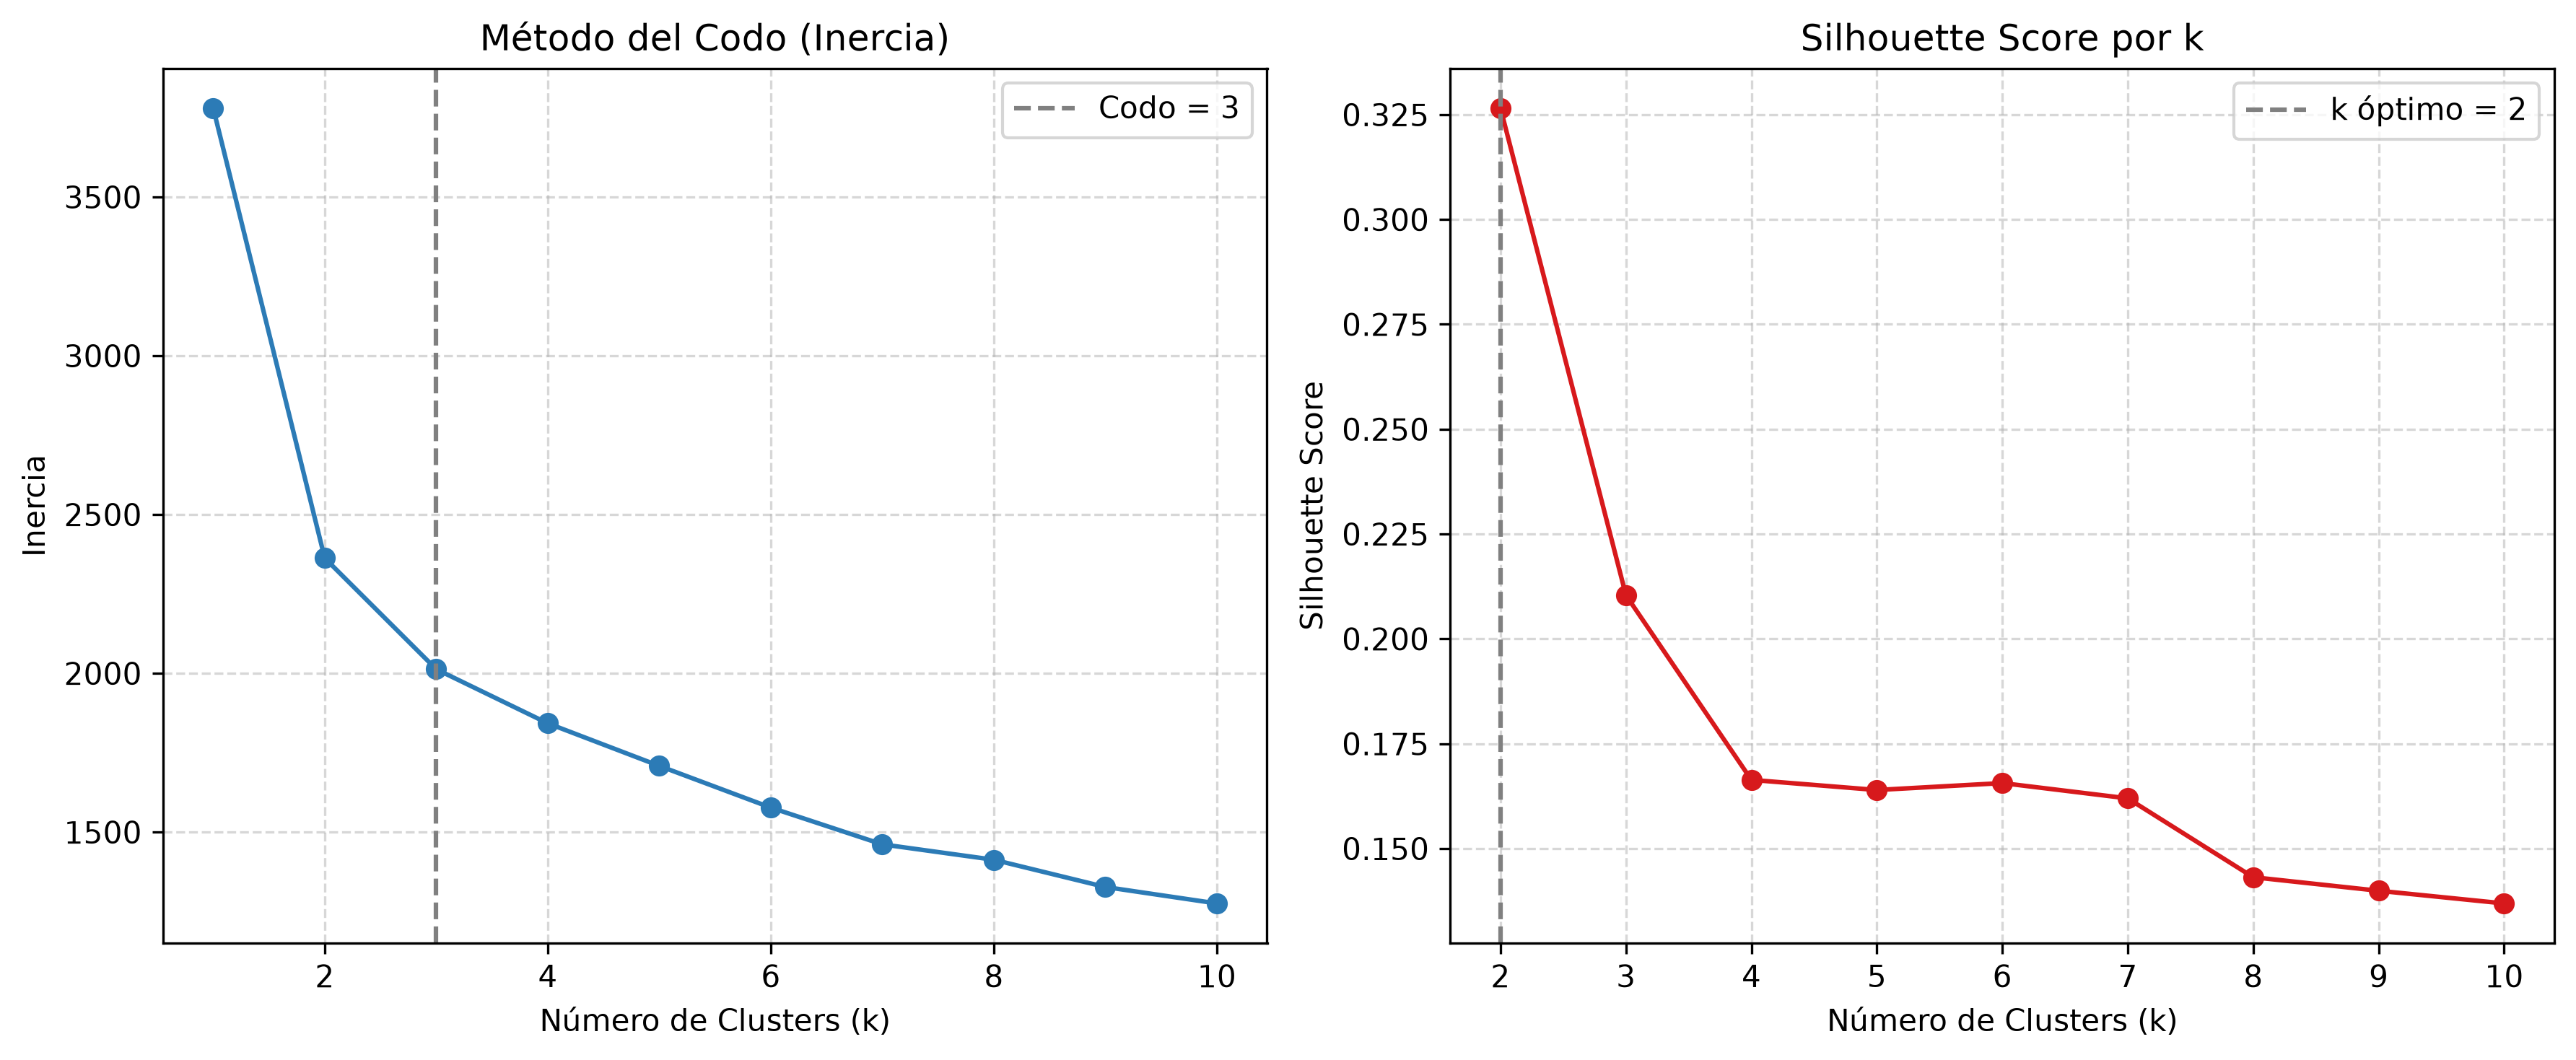 Método del Codo (Inercia)
Codo = 3
3500
3000
2500
2000
1500
Inercia
2 4 6 8 10
Número de Clusters (k)
Silhouette Score por k
k óptimo = 2
0.325
0.300
0.275
0.250
0.225
0.200
0.175
0.150
Silhouette Score
2 3 4 5 6 7 8 9 10
Número de Clusters (k)